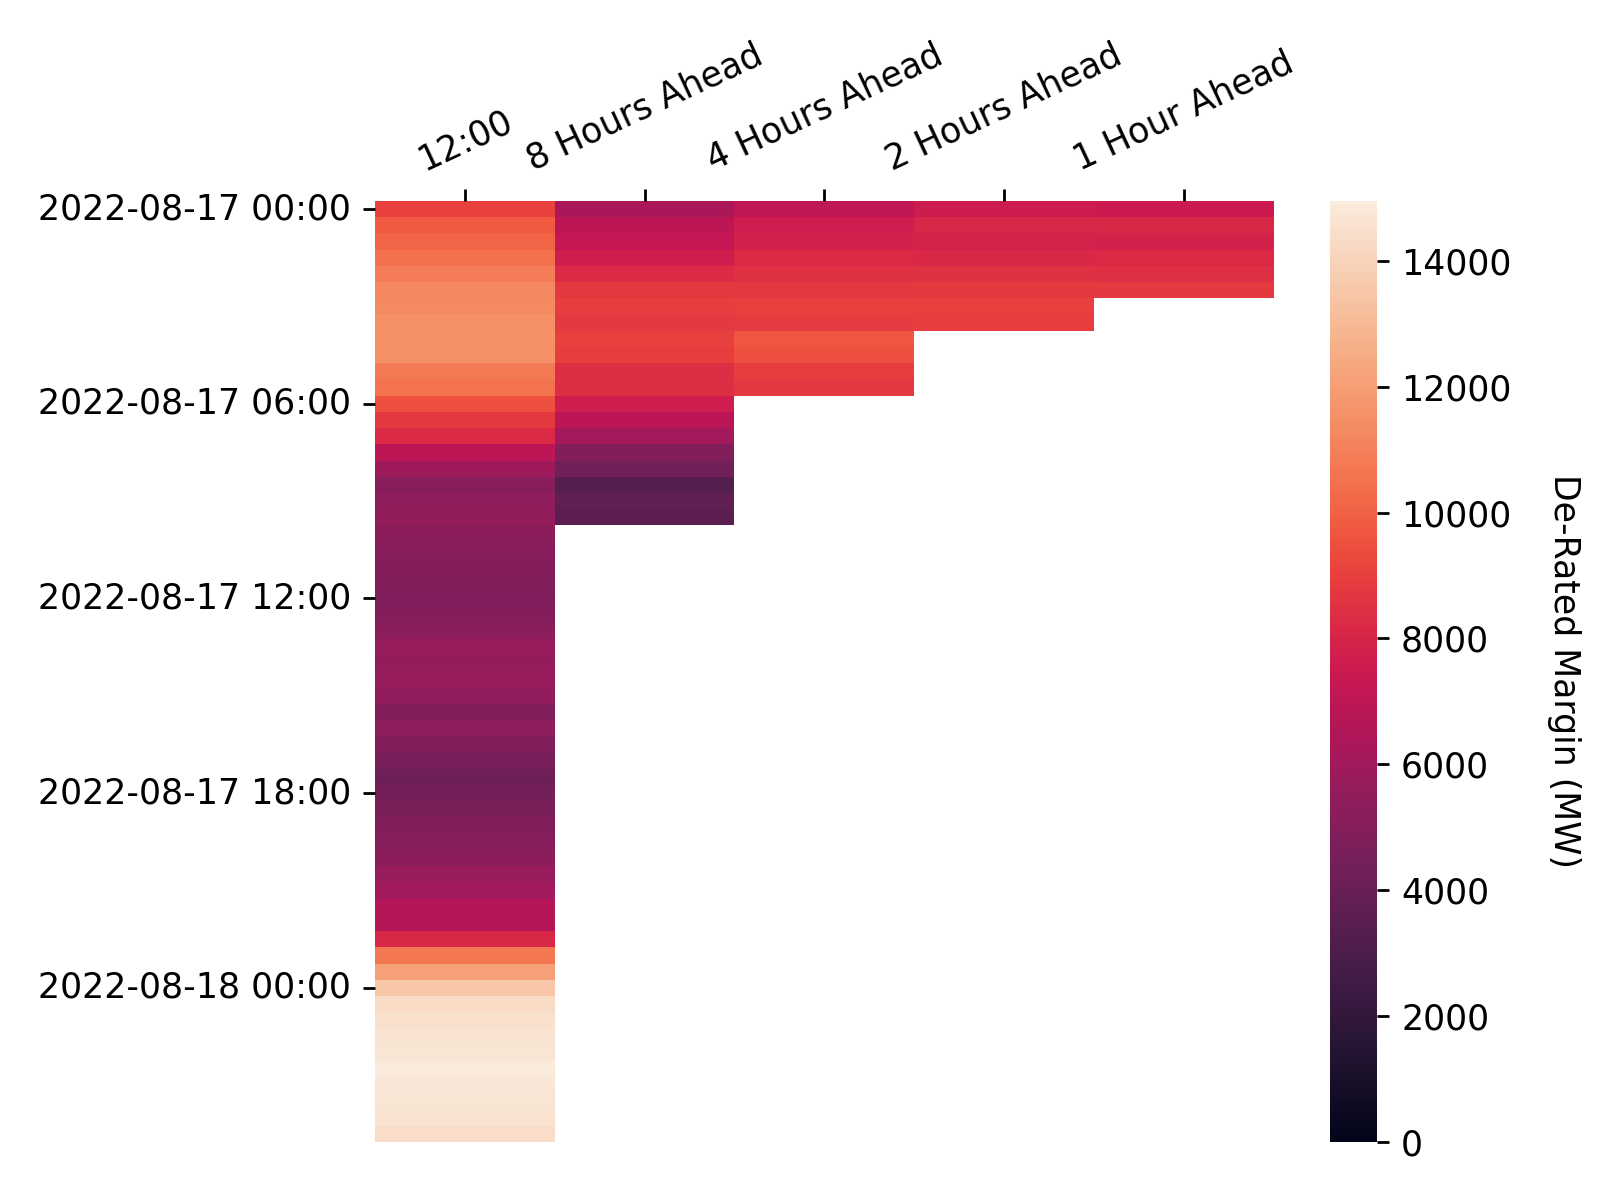 12:00
8 Hours Ahead
4 Hours Ahead
2 Hours Ahead
1 Hour Ahead
2022-08-17 00:00
2022-08-17 06:00
2022-08-17 12:00
2022-08-17 18:00
2022-08-18 00:00
14000
12000
10000
8000
6000
4000
2000
0
De-Rated Margin (MW)